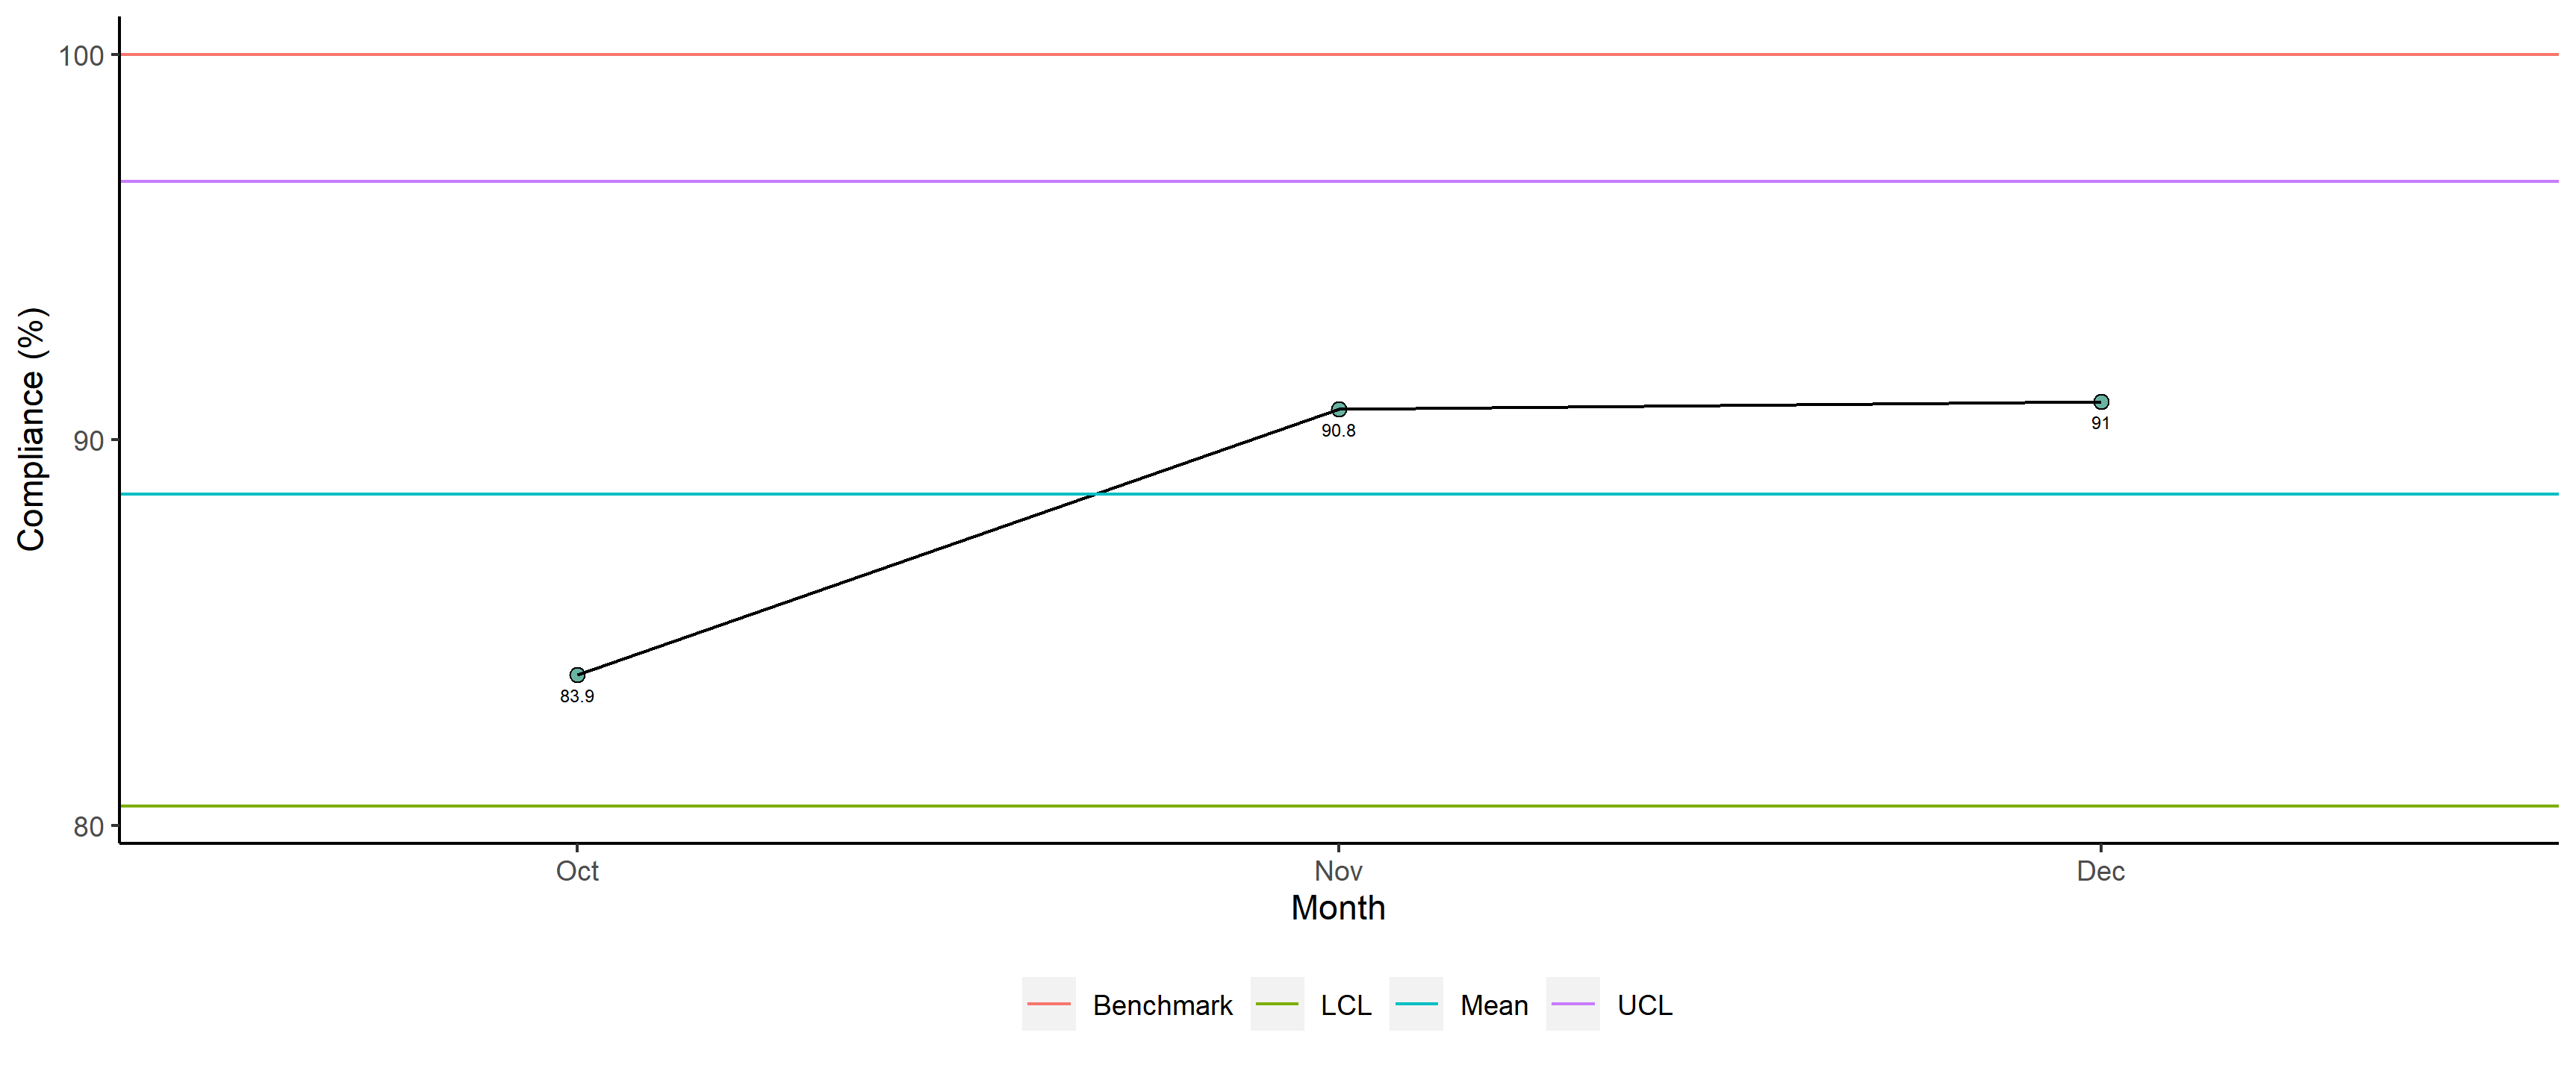 100
90
80
Compliance (%)
83.9
90.8
91
Oct
Nov
Dec
Month
Benchmark
LCL
Mean
UCL